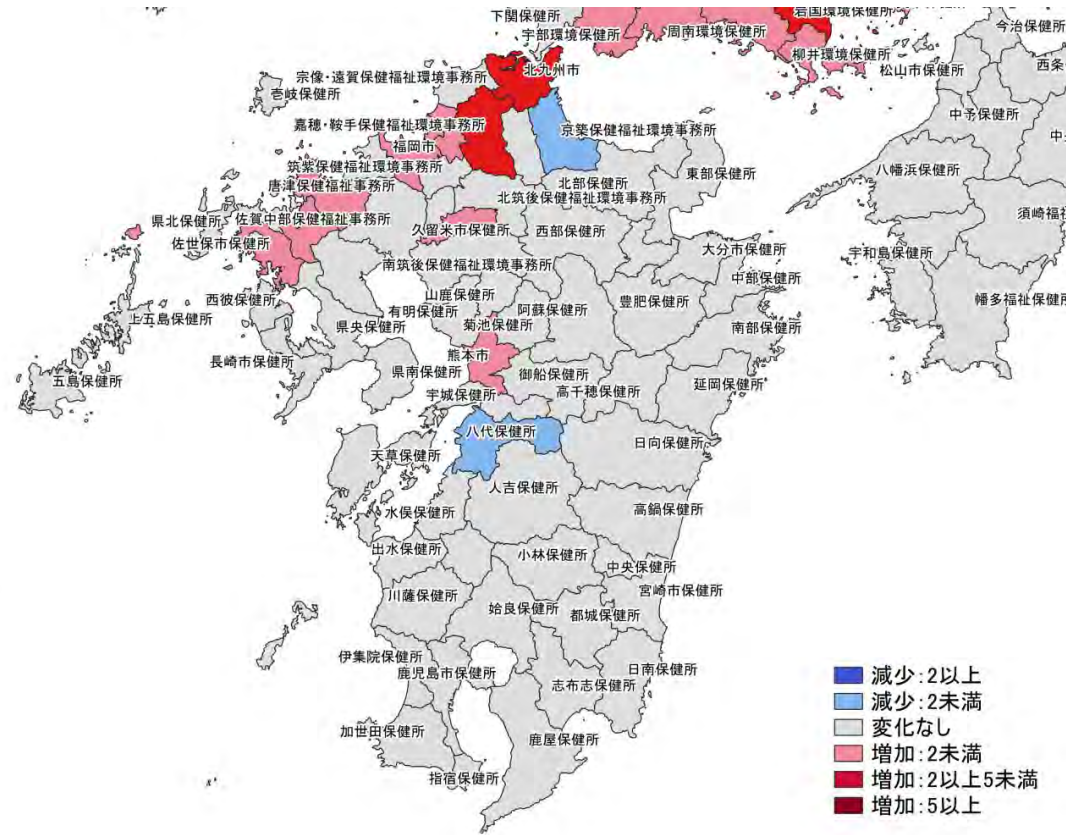 下関保健所
岩国環境保健所
宇部環境保健所
周南環境保健所
今治保健所
柳井環境保健所
松山市保健所
西条
北九州市
宗像・遠賀保健福祉環境事務所
壱岐保健所
中予保健所
中
嘉穂・鞍手保健福祉環境事務所
京築保健福祉環境事務所
福岡市
筑紫保健福祉環境事務所
東部保健所
八幡浜保健所
唐津保健福祉事務所
北部保健所
北筑後保健福祉環境事務所
県北保健所
佐賀中部保健福祉事務所
久留米市保健所
西部保健所
須崎福
佐世保市保健所
大分市保健所
宇和島保健所
南筑後保健福祉環境事務所
中部保健所
西彼保健所
山鹿保健所
豊肥保健所
幡多福祉保健所
上五島保健所
有明保健所
阿蘇保健所
県央保健所
菊池保健所
南部保健所
長崎市保健所
熊本市
県南保健所
御船保健所
五島保健所
宇城保健所
高千穂保健所
延岡保健所
八代保健所
日向保健所
天草保健所
人吉保健所
水俣保健所
高鍋保健所
出水保健所
小林保健所
中央保健所
川薩保健所
宮崎市保健所
姶良保健所
都城保健所
伊集院保健所
鹿児島市保健所
日南保健所
志布志保健所
加世田保健所
鹿屋保健所
指宿保健所
減少:2以上
減少:2未満
変化なし
増加:2未満
増加:2以上5未満
増加:5以上